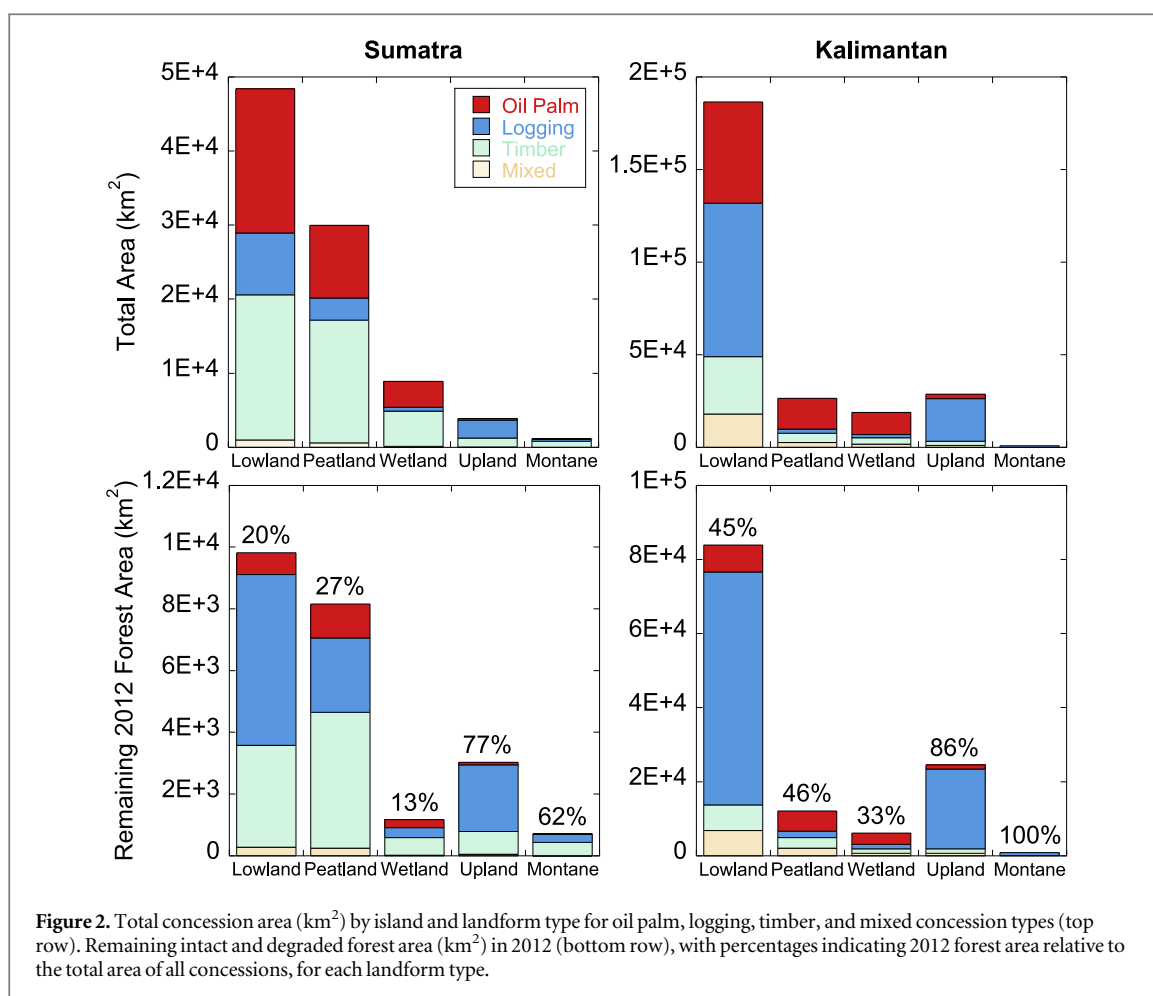 Sumatra
Kalimantan
Total Area (km²)
5E+4
4E+4
3E+4
2E+4
1E+4
0
Oil Palm
Logging
Timber
Mixed
Lowland Peatland Wetland Upland Montane
2E+5
1.5E+5
1E+5
5E+4
0
Lowland Peatland Wetland Upland Montane
Remaining 2012 Forest Area (km²)
1.2E+4
1E+4
8E+3
6E+3
4E+3
2E+3
0
20%
27%
13%
77%
62%
Lowland Peatland Wetland Upland Montane
1E+5
8E+4
6E+4
4E+4
2E+4
0
45%
46%
33%
86%
100%
Lowland Peatland Wetland Upland Montane
Figure 2. Total concession area (km²) by island and landform type for oil palm, logging, timber, and mixed concession types (top
row). Remaining intact and degraded forest area (km²) in 2012 (bottom row), with percentages indicating 2012 forest area relative to
the total area of all concessions, for each landform type.